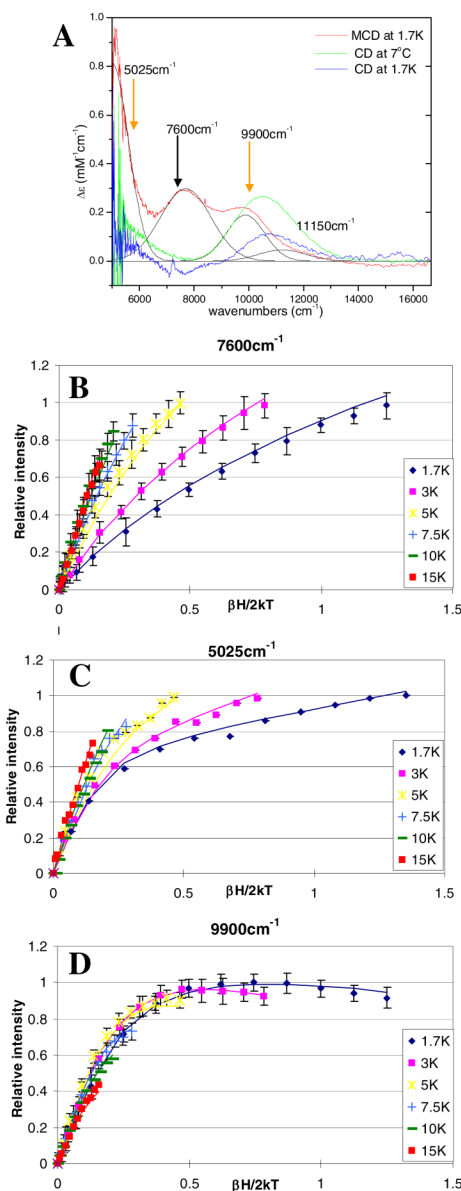 A
MCD at 1.7K
CD at 7°C
CD at 1.7K
5025cm-1
7600cm-1
9900cm-1
11150cm-1
Δε (mM-1cm-1)
1.0
0.8
0.6
0.4
0.2
0.0
6000 8000 10000 12000 14000 16000
wavenumbers (cm-1)
7600cm-1
B
Relative intensity
1.2
1
0.8
0.6
0.4
0.2
0
0 0.5 1 1.5
βH/2kT
1.7K
3K
5K
7.5K
10K
15K
5025cm-1
C
Relative intensity
1.2
1
0.8
0.6
0.4
0.2
0
0 0.5 1 1.5
βH/2kT
1.7K
3K
5K
7.5K
10K
15K
9900cm-1
D
Relative intensity
1.2
1
0.8
0.6
0.4
0.2
0
0 0.5 1 1.5
βH/2kT
1.7K
3K
5K
7.5K
10K
15K